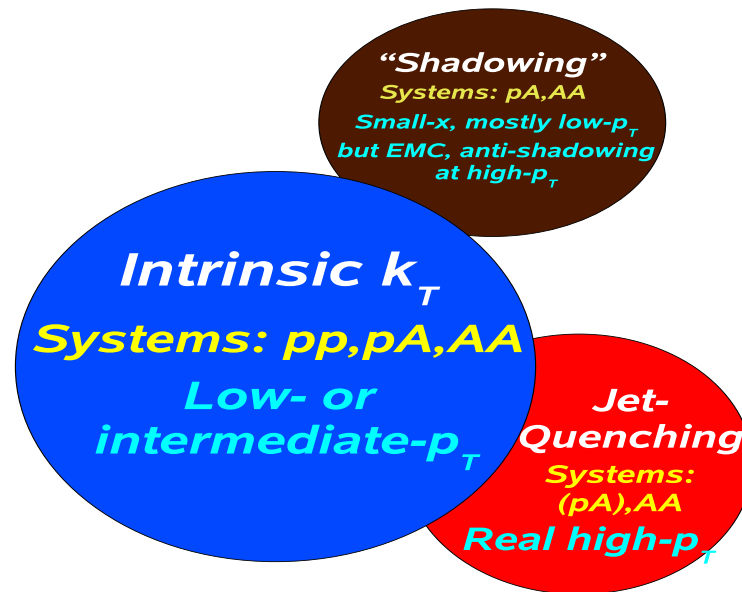 “Shadowing”
Systems: pA,AA
Small-x, mostly low-pT
but EMC, anti-shadowing
at high-pT
Intrinsic kT
Systems: pp,pA,AA
Low- or
intermediate-pT
Jet-
Quenching
Systems:
(pA),AA
Real high-pT